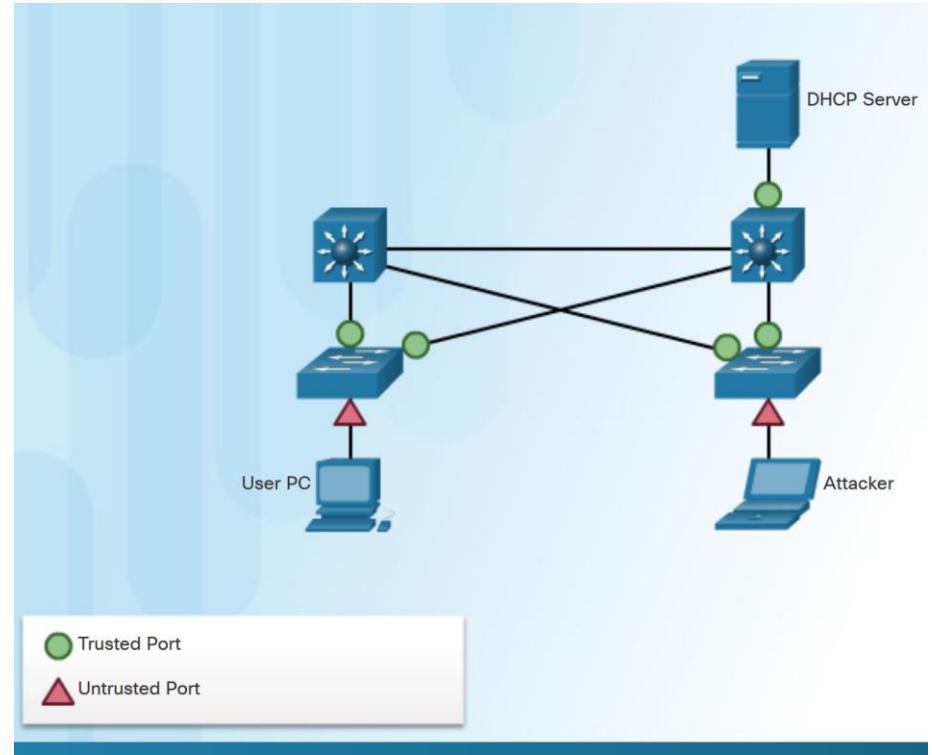 DHCP Server
User PC
Attacker
Trusted Port
Untrusted Port